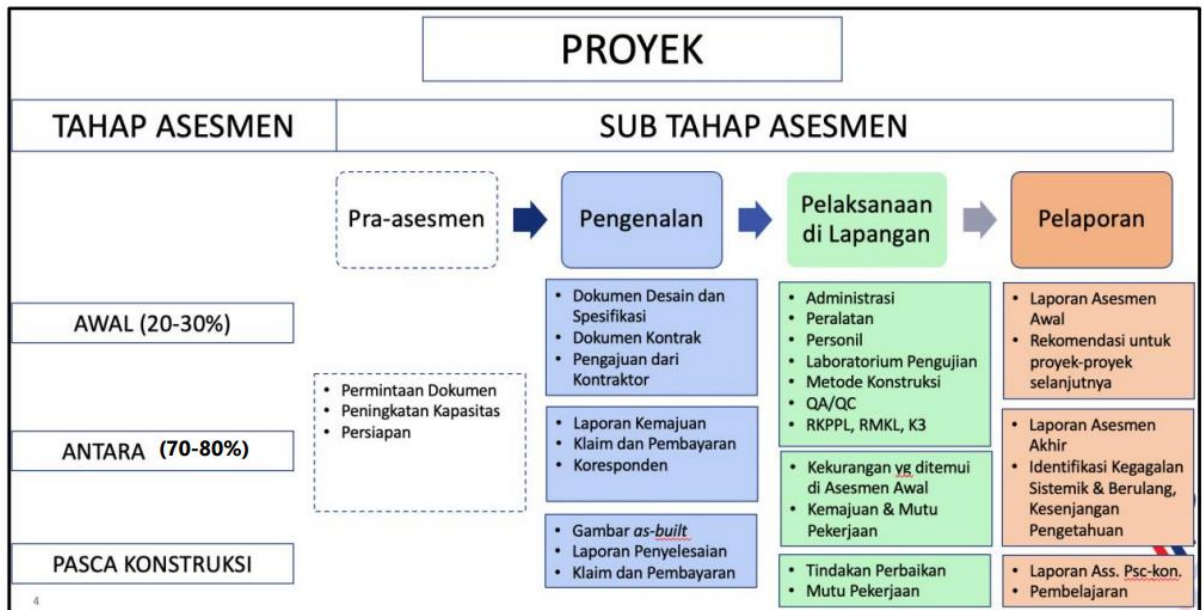 PROYEK
TAHAP ASESMEN
SUB TAHAP ASESMEN
Pra-asesmen
Pengenalan
Pelaksanaan
di Lapangan
Pelaporan
AWAL (20-30%)
ANTARA (70-80%)
PASCA KONSTRUKSI
• Permintaan Dokumen
• Peningkatan Kapasitas
• Persiapan
• Dokumen Desain dan
Spesifikasi
• Dokumen Kontrak
• Pengajuan dari
Kontraktor
• Laporan Kemajuan
• Klaim dan Pembayaran
• Koresponden
• Gambar as-built
• Laporan Penyelesaian
• Klaim dan Pembayaran
• Administrasi
• Peralatan
• Personil
• Laboratorium Pengujian
• Metode Konstruksi
• QA/QC
• RKPPL, RMKL, K3
• Kekurangan yg ditemui
di Asesmen Awal
• Kemajuan & Mutu
Pekerjaan
• Tindakan Perbaikan
• Mutu Pekerjaan
• Laporan Asesmen
Awal
• Rekomendasi untuk
proyek-proyek
selanjutnya
• Laporan Asesmen
Akhir
• Identifikasi Kegagalan
Sistemik & Berulang,
Kesenjangan
Pengetahuan
• Laporan Ass. Psc-kon.
• Pembelajaran
4